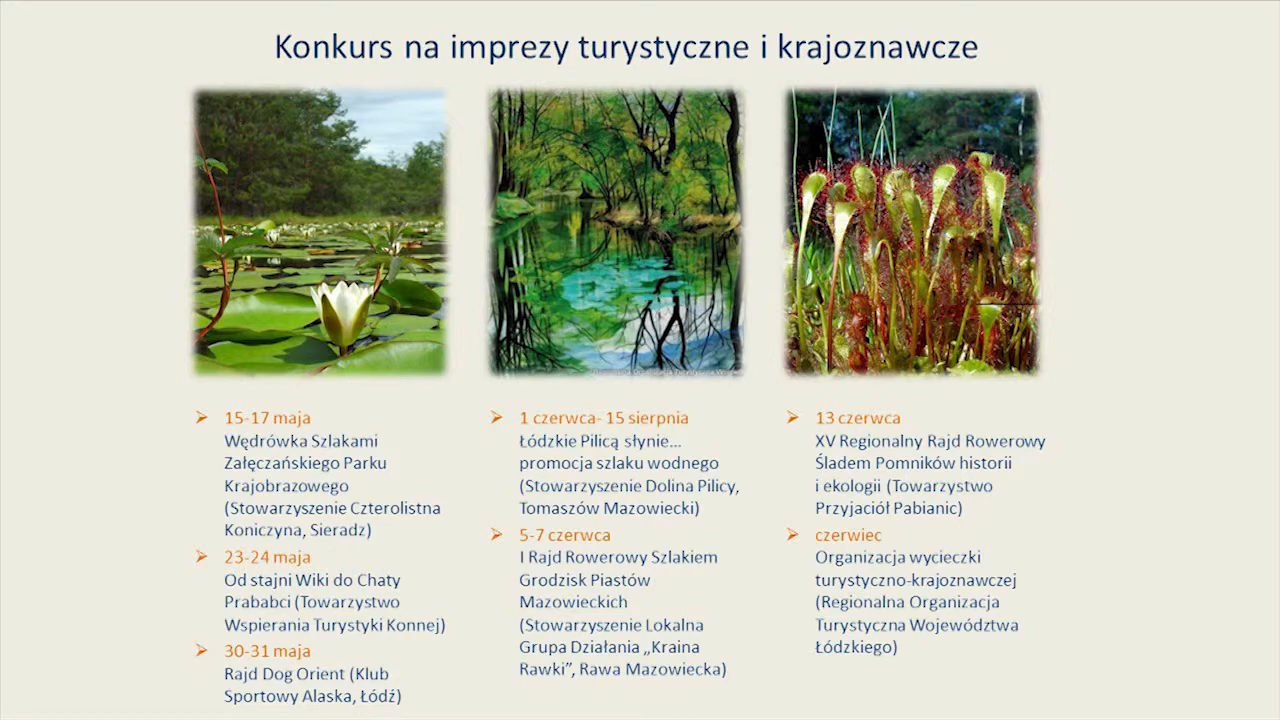 Konkurs na imprezy turystyczne i krajoznawcze
15-17 maja
Wędrówka Szlakami
Załęczańskiego Parku
Krajobrazowego
(Stowarzyszenie Czterolistna
Koniczyna, Sieradz)
23-24 maja
Od stajni Wiki do Chaty
Prababci (Towarzystwo
Wspierania Turystyki Konnej)
30-31 maja
Rajd Dog Orient (Klub
Sportowy Alaska, Łódź)
1 czerwca- 15 sierpnia
Łódzkie Pilicą słynie...
promocja szlaku wodnego
(Stowarzyszenie Dolina Pilicy,
Tomaszów Mazowiecki)
5-7 czerwca
I Rajd Rowerowy Szlakiem
Grodzisk Piastów
Mazowieckich
(Stowarzyszenie Lokalna
Grupa Działania „Kraina
Rawki”, Rawa Mazowiecka)
13 czerwca
XV Regionalny Rajd Rowerowy
Śladem Pomników historii
i ekologii (Towarzystwo
Przyjaciół Pabianic)
czerwiec
Organizacja wycieczki
turystyczno-krajoznawczej
(Regionalna Organizacja
Turystyczna Województwa
Łódzkiego)